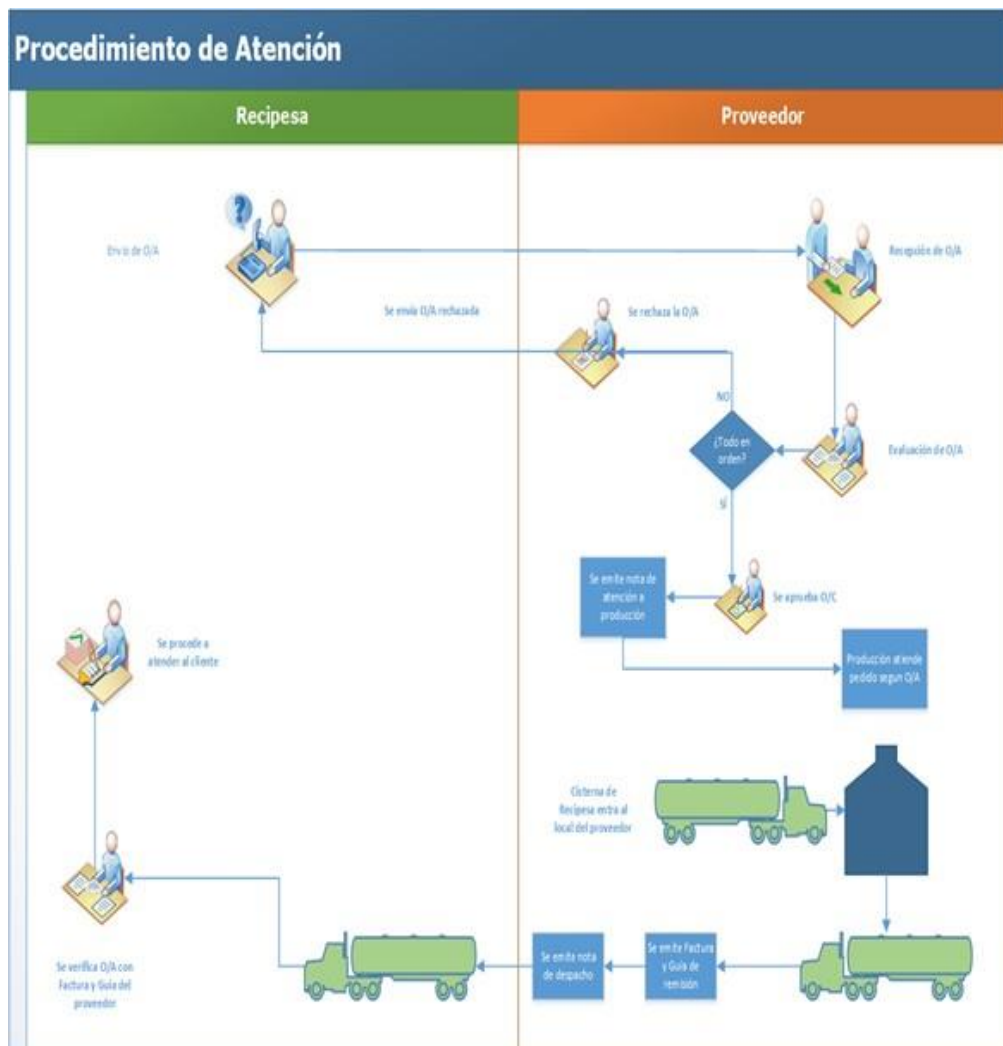 Procedimiento de Atención
Recipesa
Proveedor
Envío de O/A
Recepción de O/A
Se envía O/A rechazada
Se rechaza la O/A
NO
¿Todo en
orden?
Evaluación de O/A
SÍ
Se emite nota de
atención a
producción
Se aprueba O/C
Se procede a
atender al cliente
Producción atiende
pedido segun O/A
Cisterna de
Recipesa entra al
local del proveedor
Se verifica O/A con
Factura y Guía del
proveedor
Se emite nota
de despacho
Se emite Factura
y Guía de
remisión